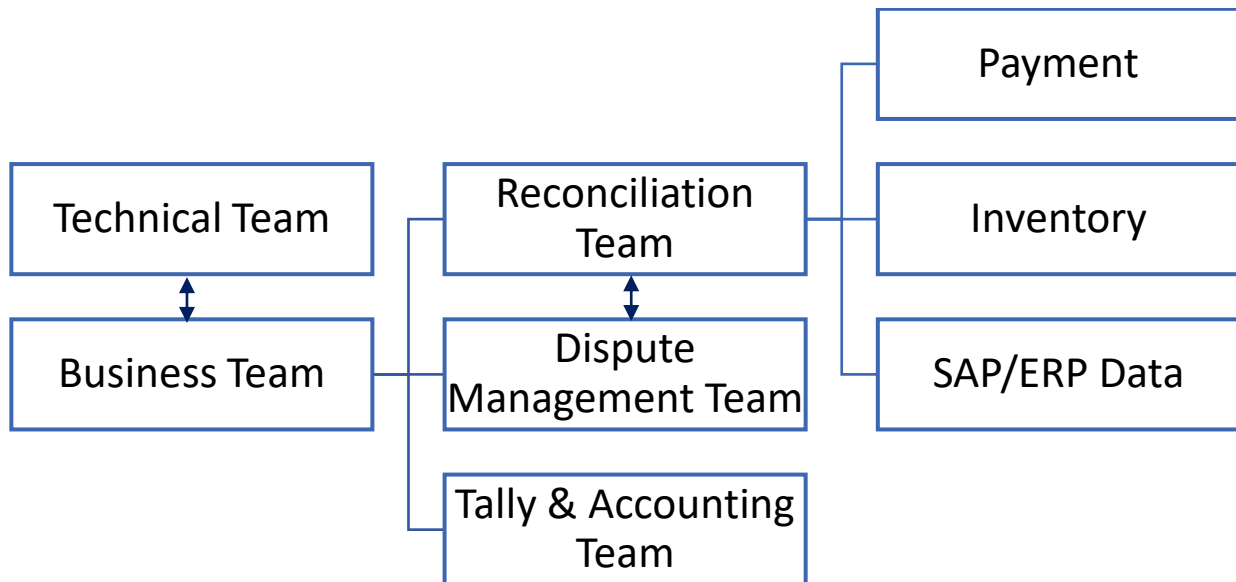 Payment
Technical Team
Reconciliation
Team
Inventory
Business Team
Dispute
Management Team
SAP/ERP Data
Tally & Accounting
Team